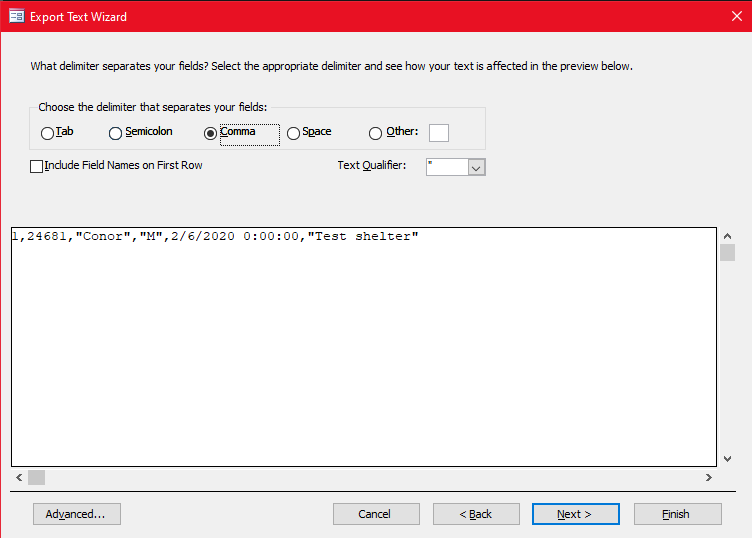 Export Text Wizard
What delimiter separates your fields? Select the appropriate delimiter and see how your text is affected in the preview below.
Choose the delimiter that separates your fields:
Tab Semicolon Comma Space Other:
Include Field Names on First Row Text Qualifier: "
1,24681,"Conor","M",2/6/2020 0:00:00,"Test shelter"
Advanced... Cancel < Back Next > Finish